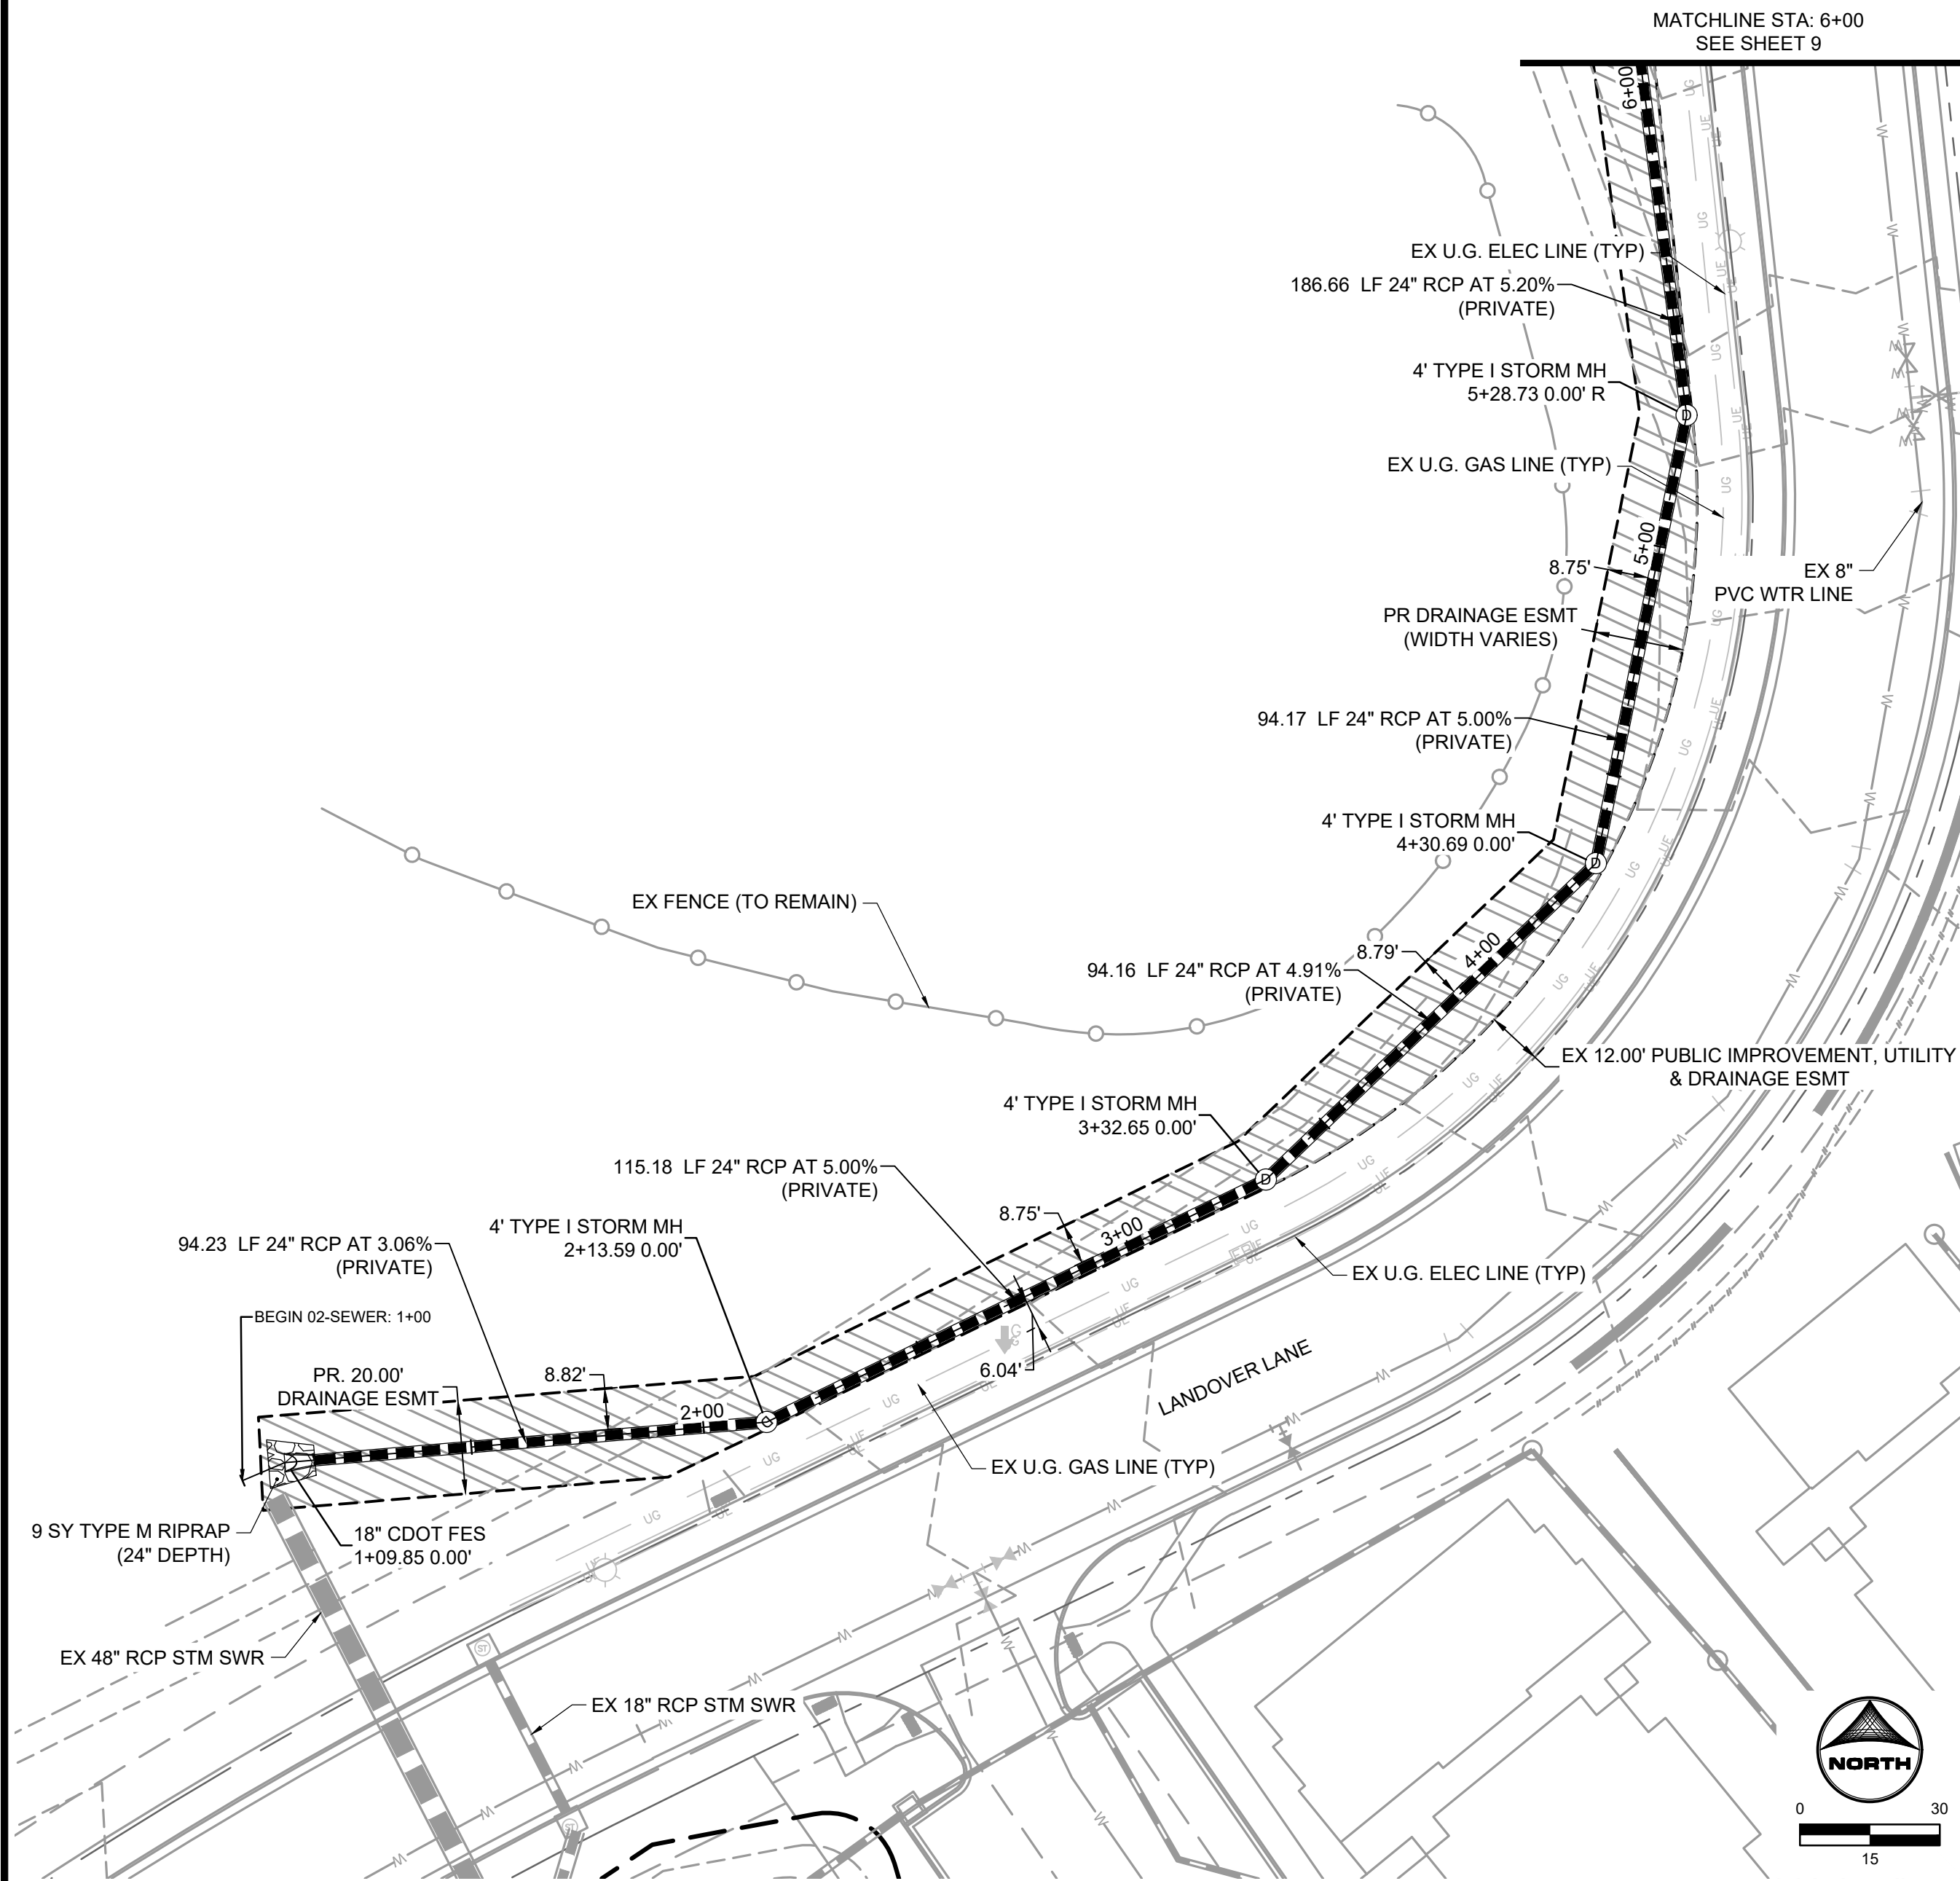 MATCHLINE STA: 6+00
SEE SHEET 9
6+00
EX U.G. ELEC LINE (TYP)
186.66 LF 24" RCP AT 5.20%
(PRIVATE)
4' TYPE I STORM MH
5+28.73 0.00' R
D
EX U.G. GAS LINE (TYP)
5+00
8.75'
EX 8"
PVC WTR LINE
PR DRAINAGE ESMT
(WIDTH VARIES)
94.17 LF 24" RCP AT 5.00%
(PRIVATE)
4' TYPE I STORM MH
4+30.69 0.00'
D
EX FENCE (TO REMAIN)
8.79'
4+00
94.16 LF 24" RCP AT 4.91%
(PRIVATE)
EX 12.00' PUBLIC IMPROVEMENT, UTILITY
& DRAINAGE ESMT
4' TYPE I STORM MH
3+32.65 0.00'
D
115.18 LF 24" RCP AT 5.00%
(PRIVATE)
8.75'
3+00
94.23 LF 24" RCP AT 3.06%
(PRIVATE)
4' TYPE I STORM MH
2+13.59 0.00'
EX U.G. ELEC LINE (TYP)
BEGIN 02-SEWER: 1+00
PR. 20.00'
DRAINAGE ESMT
8.82'
2+00
6.04'
LANDOVER LANE
EX U.G. GAS LINE (TYP)
9 SY TYPE M RIPRAP
(24" DEPTH)
18" CDOT FES
1+09.85 0.00'
EX 48" RCP STM SWR
ST
EX 18" RCP STM SWR
ST
UG
UE
W
NORTH
0 30
15